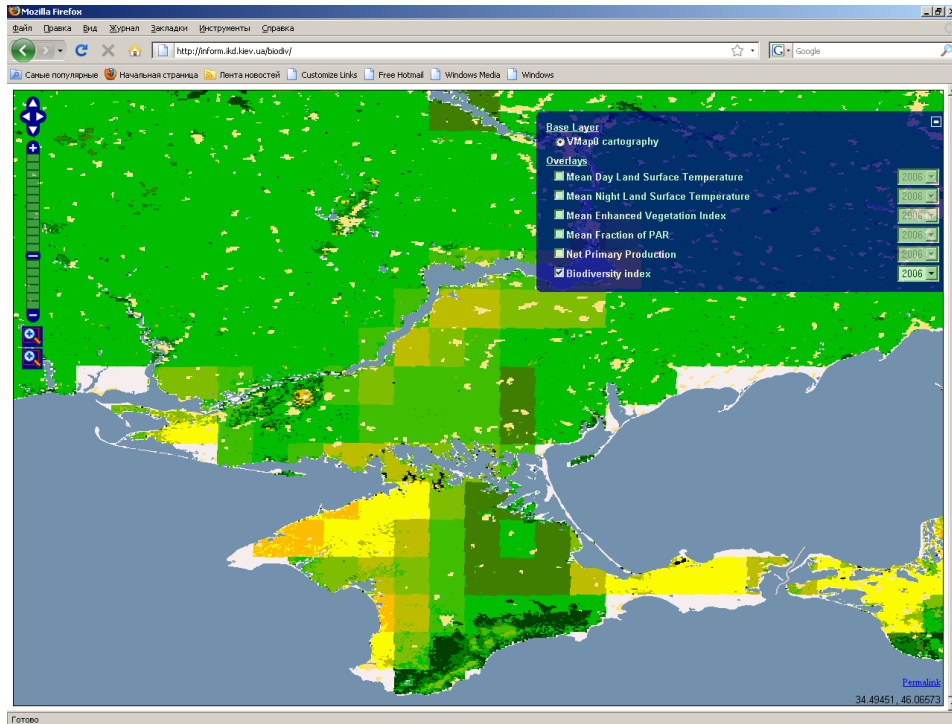 Mozilla Firefox
Файл Правка Вид Журнал Закладки Инструменты Справка
http://inform.ikd.kiev.ua/biodiv/ Google
Самые популярные Начальная страница Лента новостей Customize Links Free Hotmail Windows Media Windows
Base Layer
VMap0 cartography
Overlays
Mean Day Land Surface Temperature 2006
Mean Night Land Surface Temperature 2006
Mean Enhanced Vegetation Index 2006
Mean Fraction of PAR 2006
Net Primary Production 2006
Biodiversity index 2006
Permalink
34.49451, 46.06573
Готово